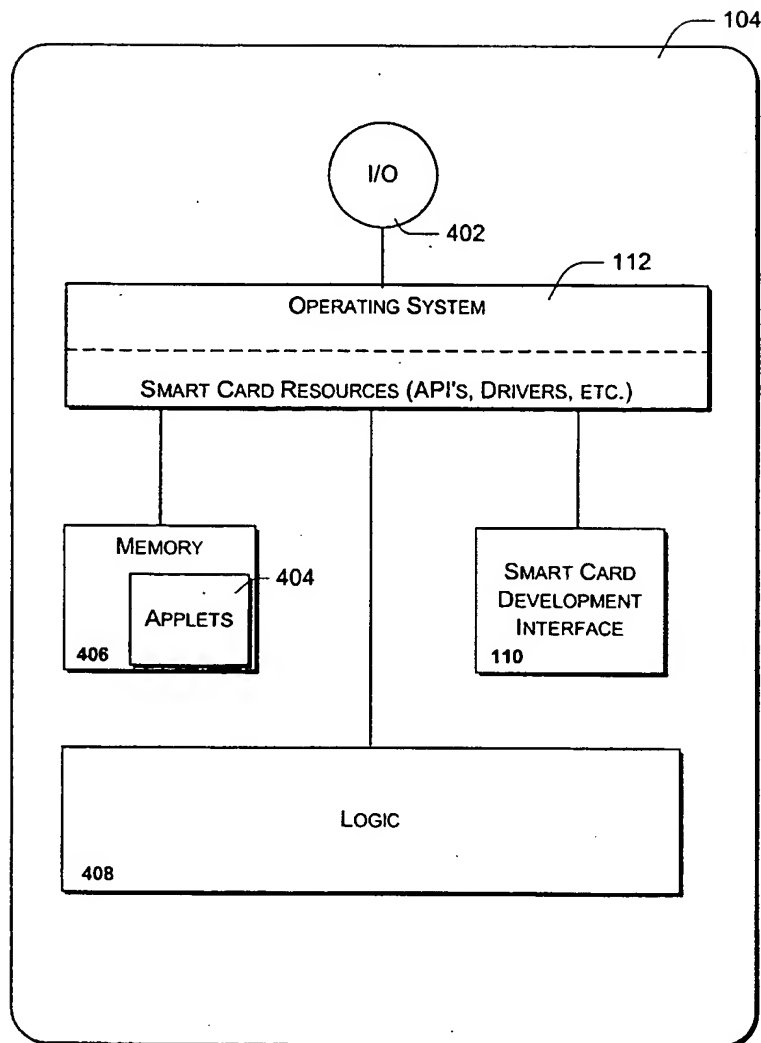 104
I/O
402
112
OPERATING SYSTEM
SMART CARD RESOURCES (API'S, DRIVERS, ETC.)
MEMORY
404
APPLETS
406
SMART CARD
DEVELOPMENT
INTERFACE
110
LOGIC
408